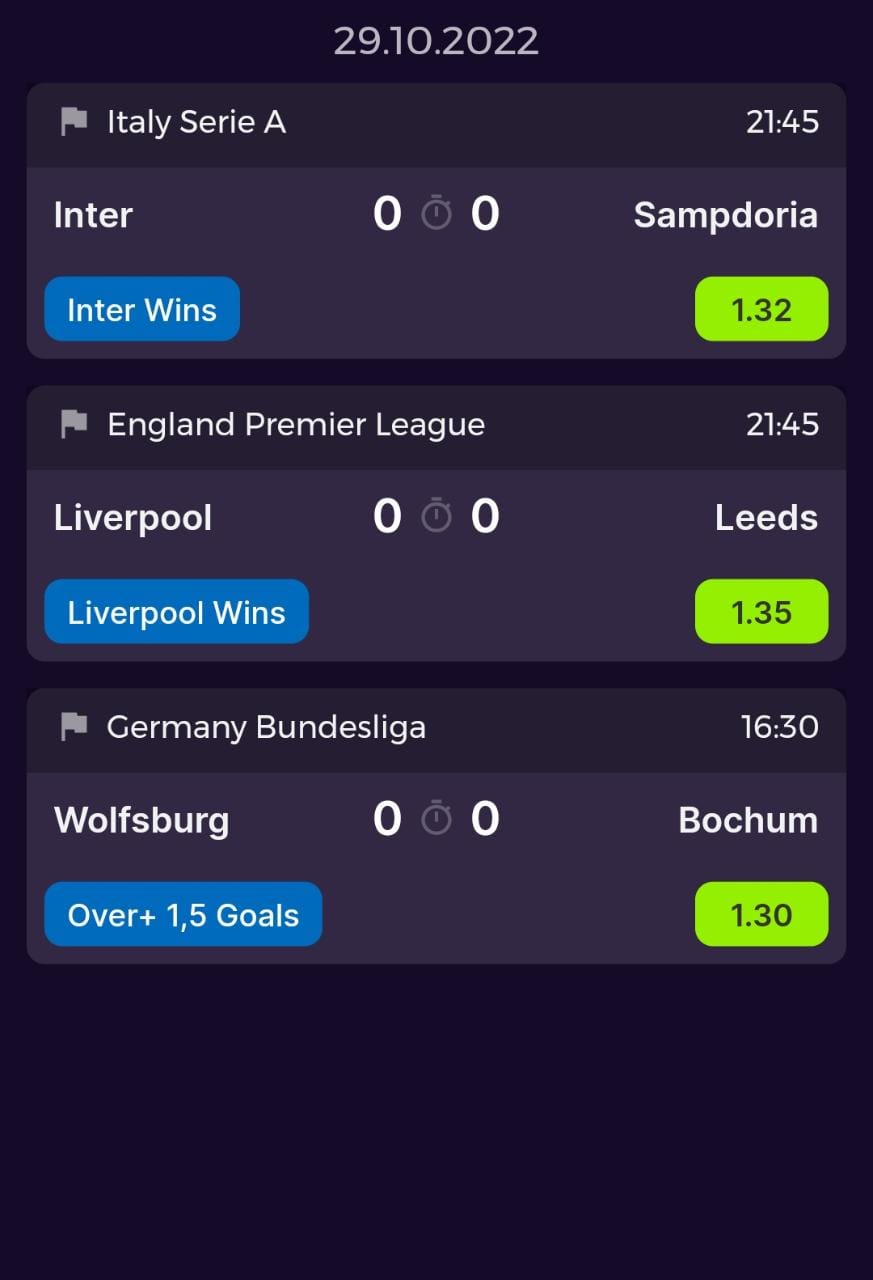 29.10.2022
Italy Serie A 21:45
Inter 0 0 Sampdoria
Inter Wins 1.32
England Premier League 21:45
Liverpool 0 0 Leeds
Liverpool Wins 1.35
Germany Bundesliga 16:30
Wolfsburg 0 0 Bochum
Over+ 1,5 Goals 1.30